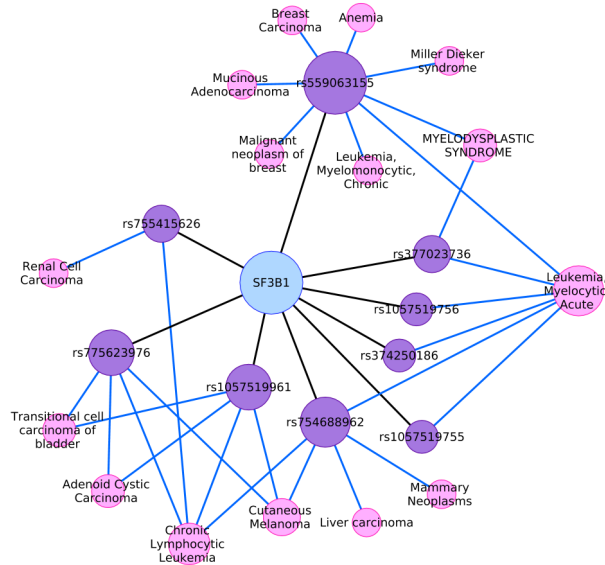 Breast
Carcinoma
Anemia
Miller Dieker
syndrome
rs559063155
Mucinous
Adenocarcinoma
Malignant
neoplasm of
breast
Leukemia,
Myelomonocytic,
Chronic
MYELODYSPLASTIC
SYNDROME
rs755415626
rs377023736
Renal Cell
Carcinoma
SF3B1
Leukemia,
Myelocytic,
Acute
rs1057519756
rs775623976
rs374250186
rs1057519961
rs754688962
rs1057519755
Transitional cell
carcinoma of
bladder
Adenoid Cystic
Carcinoma
Mammary
Neoplasms
Cutaneous
Melanoma
Liver carcinoma
Chronic
Lymphocytic
Leukemia